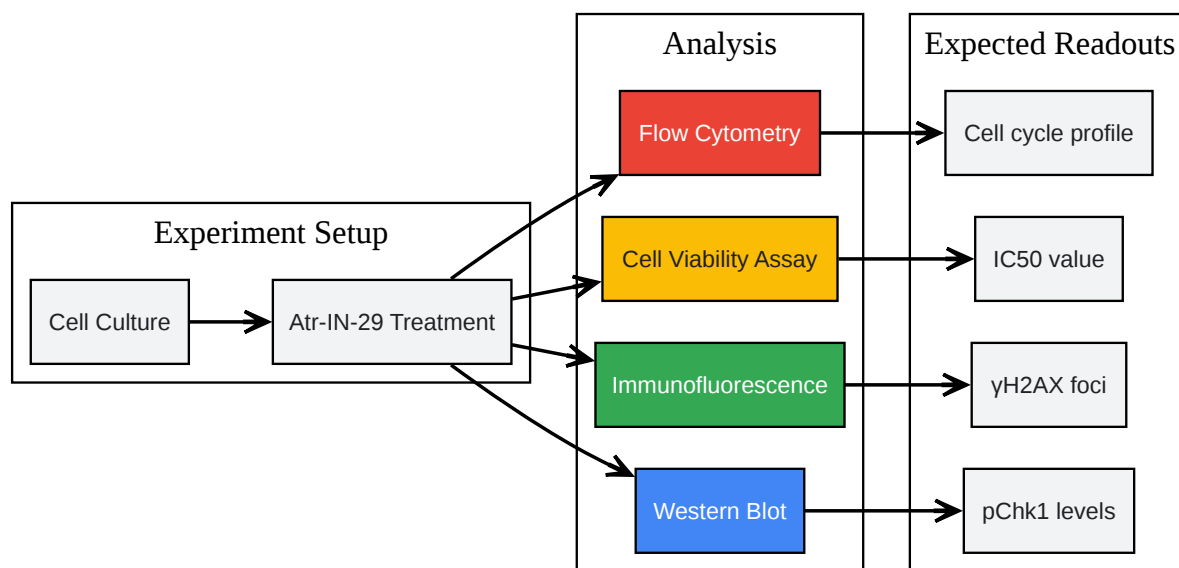 Experiment Setup
Cell Culture
Atr-IN-29 Treatment
Analysis
Flow Cytometry
Cell Viability Assay
Immunofluorescence
Western Blot
Expected Readouts
Cell cycle profile
IC50 value
γH2AX foci
pChk1 levels